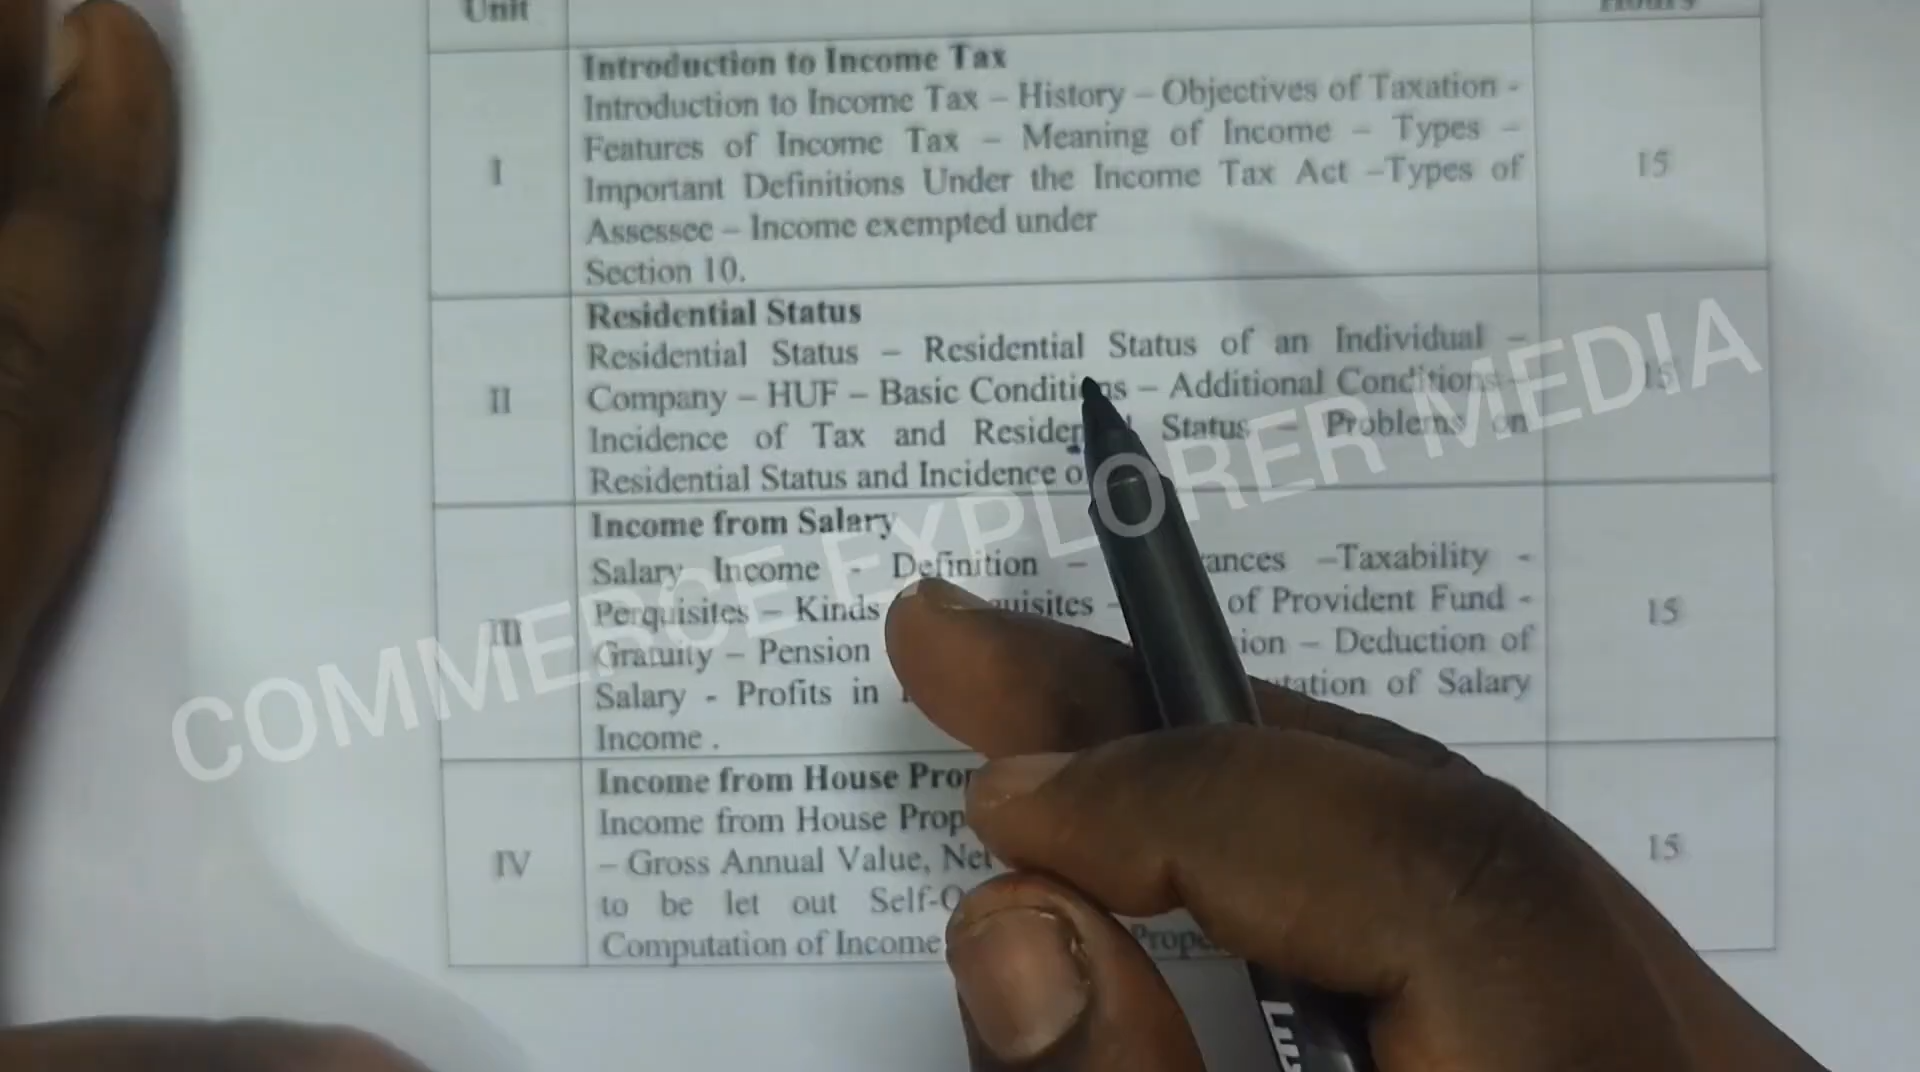 Unit
Hours
Introduction to Income Tax
Introduction to Income Tax – History – Objectives of Taxation -
Features of Income Tax – Meaning of Income – Types –
I
Important Definitions Under the Income Tax Act –Types of
15
Assessee – Income exempted under
Section 10.
Residential Status
Residential Status – Residential Status of an Individual –
II
Company – HUF – Basic Conditions – Additional Conditions –
15
Incidence of Tax and Status – Problems on
Residential Status and Incidence
Income from Salary
Salary Income - Definition – –Taxability -
III
Perquisites – Kinds – of Provident Fund -
15
Gratuity – Pension – Deduction of
Salary - Profits in of Salary
Income .
Income from House
Income from House
IV
– Gross Annual Value, Net
15
to be let out
Computation of Income
COMMERCE EXPLORER MEDIA